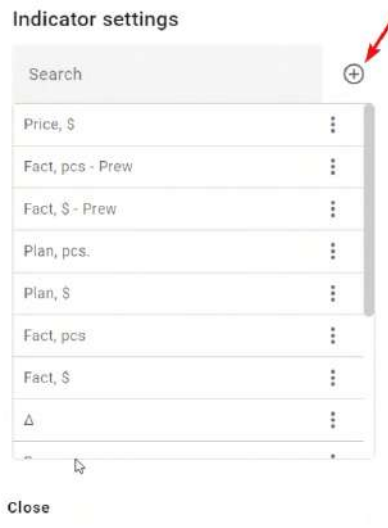 Indicator settings
Search
Price, $
Fact, pcs - Prew
Fact, $ - Prew
Plan, pcs.
Plan, $
Fact, pcs
Fact, $
Δ
Close